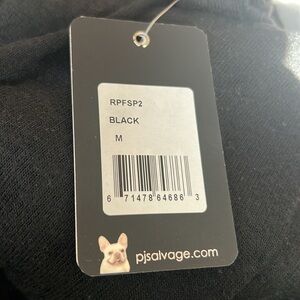 RPFSP2
BLACK
M
6 71478 64686 3
pjsalvage.com